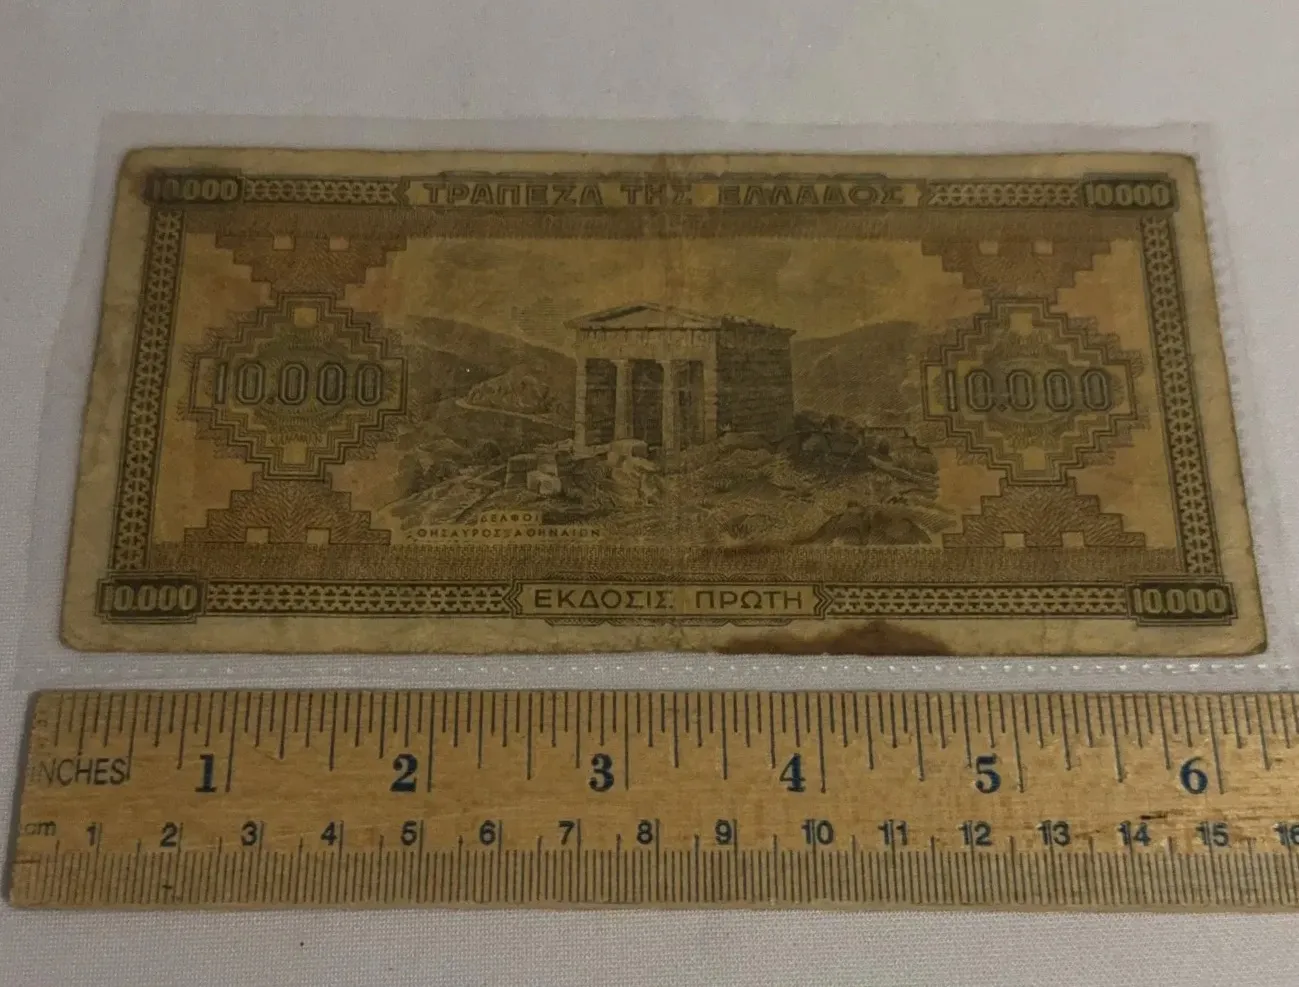 10.000 ΤΡΑΠΕΖΑ ΤΗΣ ΕΛΛΑΔΟΣ 10.000
10.000 10.000
ΔΕΛΦΟΙ
ΘΗΣΑΥΡΟΣ ΑΘΗΝΑΙΩΝ
10.000 ΕΚΔΟΣΙΣ ΠΡΩΤΗ 10.000
INCHES 1 2 3 4 5 6
cm 1 2 3 4 5 6 7 8 9 10 11 12 13 14 15 16